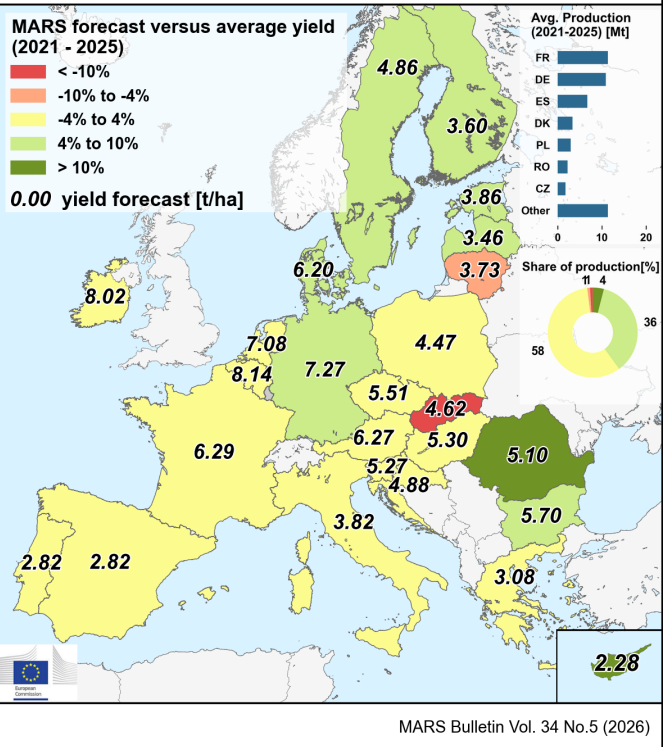 MARS forecast versus average yield
(2021 - 2025)
< -10%
-10% to -4%
-4% to 4%
4% to 10%
> 10%
0.00 yield forecast [t/ha]
Avg. Production
(2021-2025) [Mt]
FR
DE
ES
DK
PL
RO
CZ
Other
0 10 20
Share of production[%]
1 1 4
36
58
4.86
3.60
3.86
3.46
3.73
6.20
8.02
7.08
8.14
7.27
4.47
5.51
4.62
6.27
5.30
6.29
5.27
4.88
5.10
5.70
3.82
2.82
2.82
3.08
2.28
European
Commission
MARS Bulletin Vol. 34 No.5 (2026)